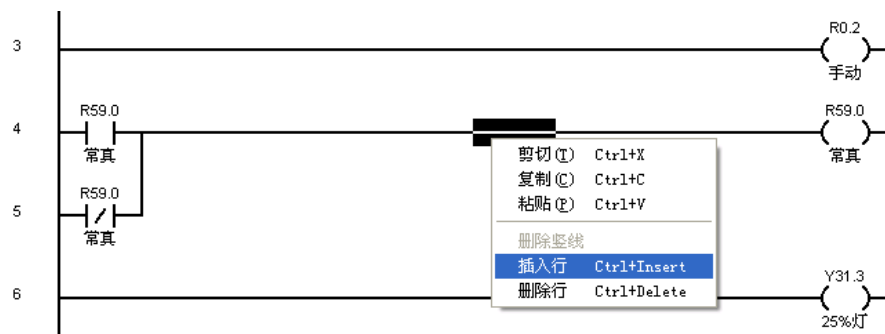 R0.2
3
手动
R59.0
R59.0
4
常真
常真
剪切(T) Ctrl+X
复制(C) Ctrl+C
粘贴(P) Ctrl+V
R59.0
5
常真
删除竖线
插入行 Ctrl+Insert
删除行 Ctrl+Delete
Y31.3
6
25%灯